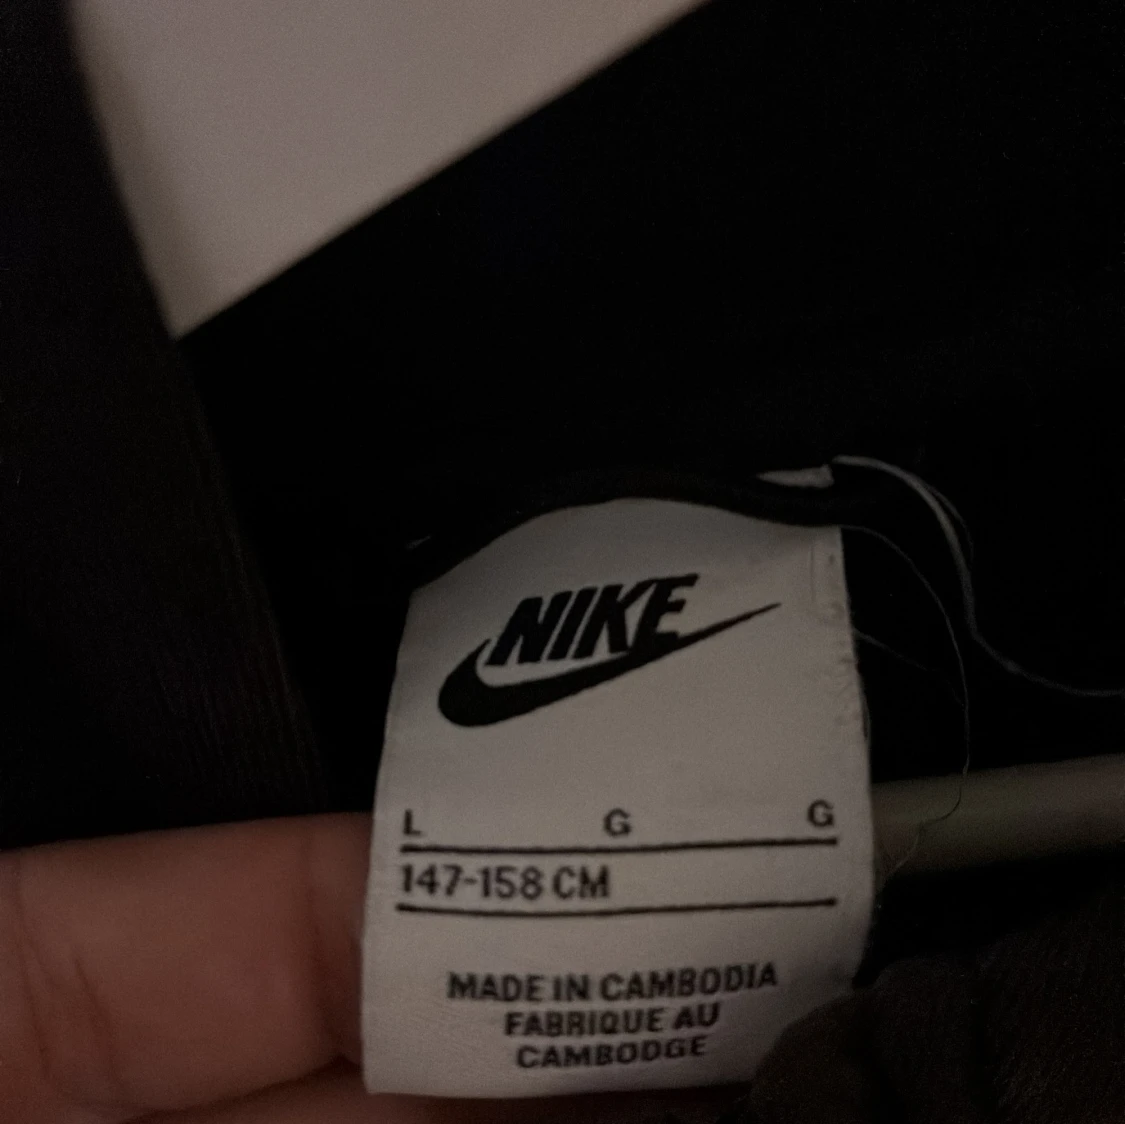 NIKE
L G G
147-158 CM
MADE IN CAMBODIA
FABRIQUE AU
CAMBODGE